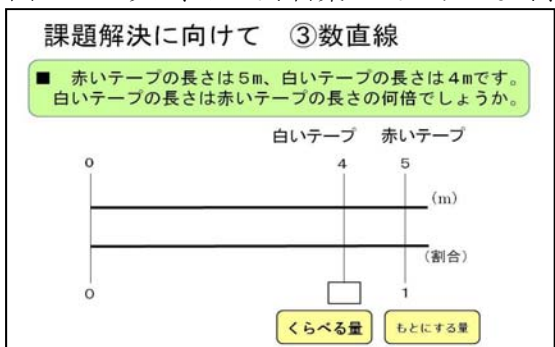 課題解決に向けて　③数直線
■　赤いテープの長さは５ｍ、白いテープの長さは４ｍです。
白いテープの長さは赤いテープの長さの何倍でしょうか。
白いテープ　赤いテープ
0　4　5
(m)
(割合)
0　1
くらべる量　もとにする量